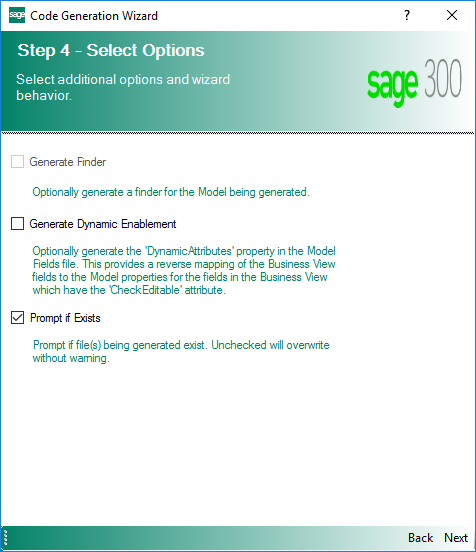 sage Code Generation Wizard ?
Step 4 - Select Options
Select additional options and wizard
behavior.
sage 300
Generate Finder
Optionally generate a finder for the Model being generated.
Generate Dynamic Enablement
Optionally generate the 'DynamicAttributes' property in the Model
Fields file. This provides a reverse mapping of the Business View
fields to the Model properties for the fields in the Business View
which have the 'CheckEditable' attribute.
Prompt if Exists
Prompt if file(s) being generated exist. Unchecked will overwrite
without warning.
Back Next